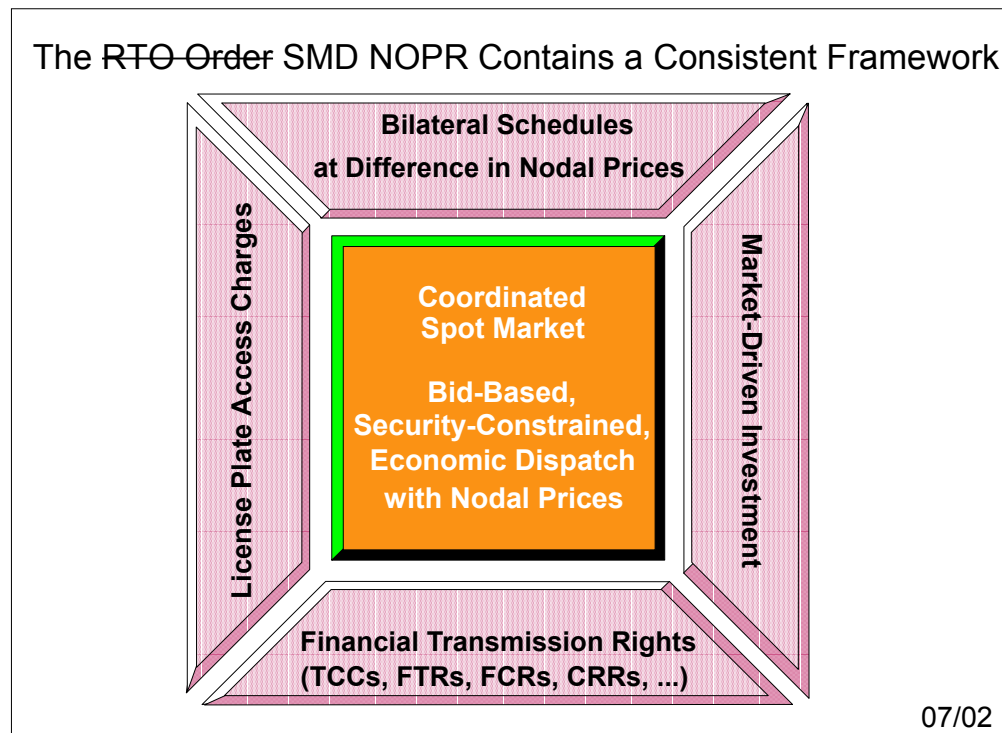 The RTO Order SMD NOPR Contains a Consistent Framework
Bilateral Schedules
at Difference in Nodal Prices
License Plate Access Charges
Coordinated
Spot Market
Bid-Based,
Security-Constrained,
Economic Dispatch
with Nodal Prices
Market-Driven Investment
Financial Transmission Rights
(TCCs, FTRs, FCRs, CRRs, ...)
07/02